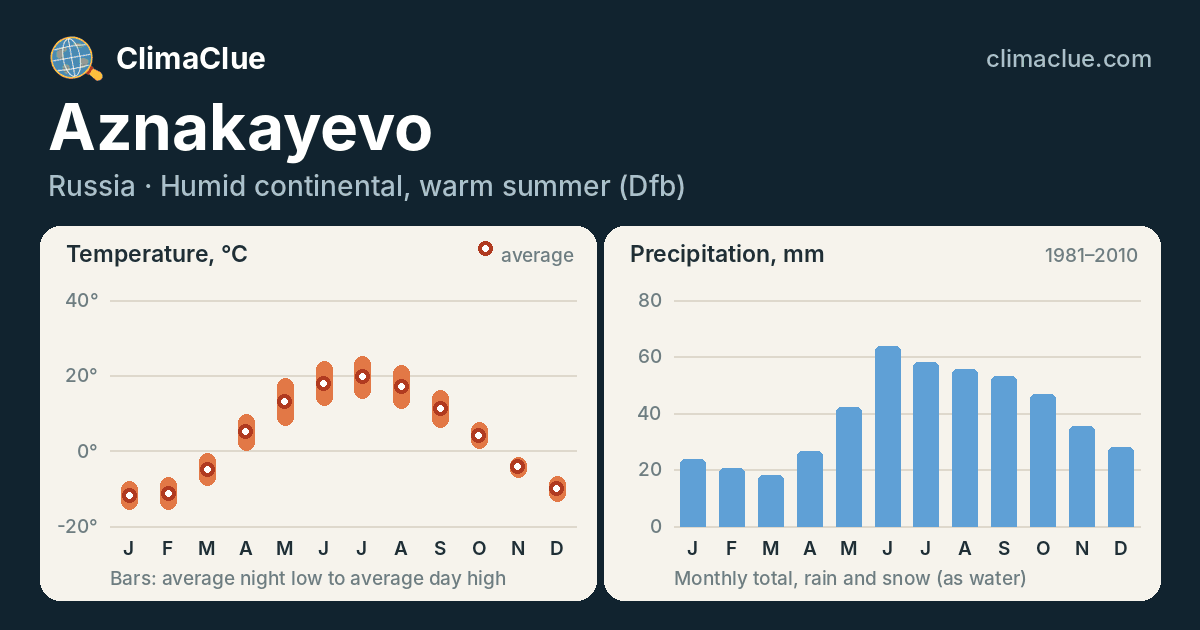 ClimaClue
climaclue.com
Aznakayevo
Russia · Humid continental, warm summer (Dfb)
Temperature, °C
average
40°
20°
0°
-20°
J F M A M J J A S O N D
Bars: average night low to average day high
Precipitation, mm
1981–2010
80
60
40
20
0
J F M A M J J A S O N D
Monthly total, rain and snow (as water)